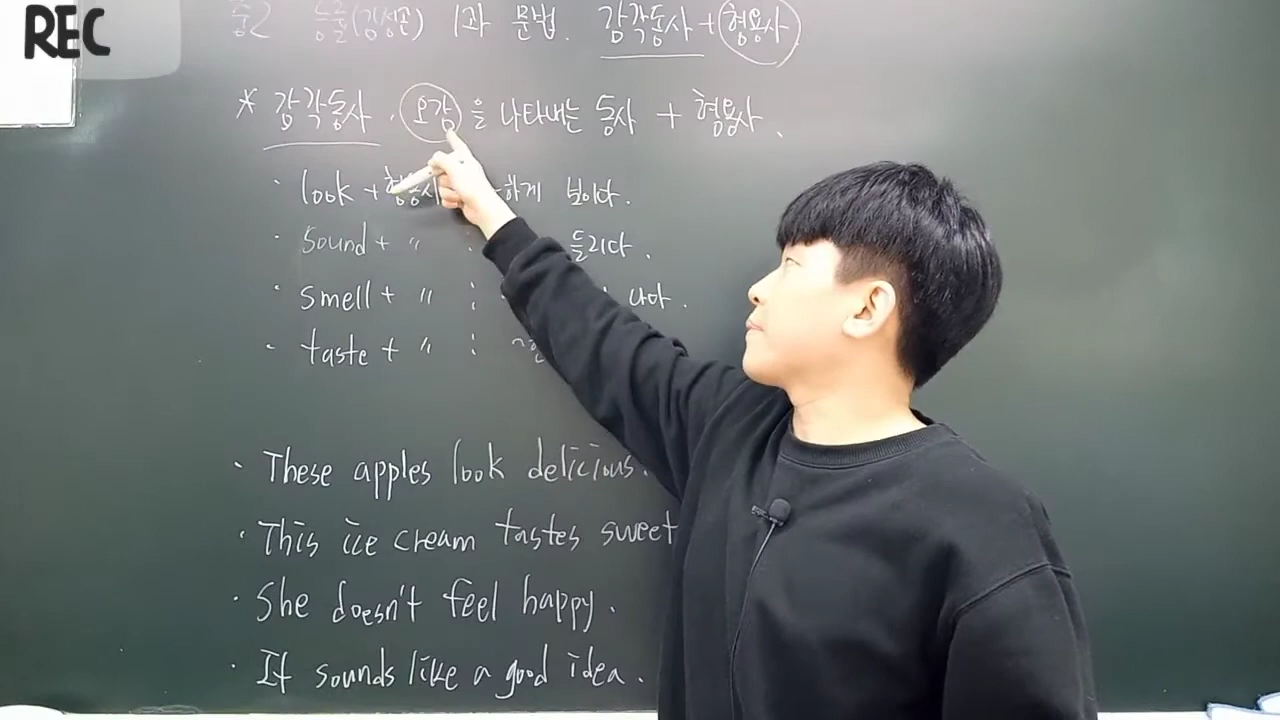 REC
중2 동출(김성곤) 1과 문법. 감각동사 + 형용사
* 감각동사. 오감을 나타내는 동사 + 형용사.
· look + 형용사 하게 보이다.
· sound + 〃 : 들리다.
· smell + 〃 : 나다.
· taste + 〃 : ~한
· These apples look delicious.
· This ice cream tastes sweet
· She doesn't feel happy.
· It sounds like a good idea.